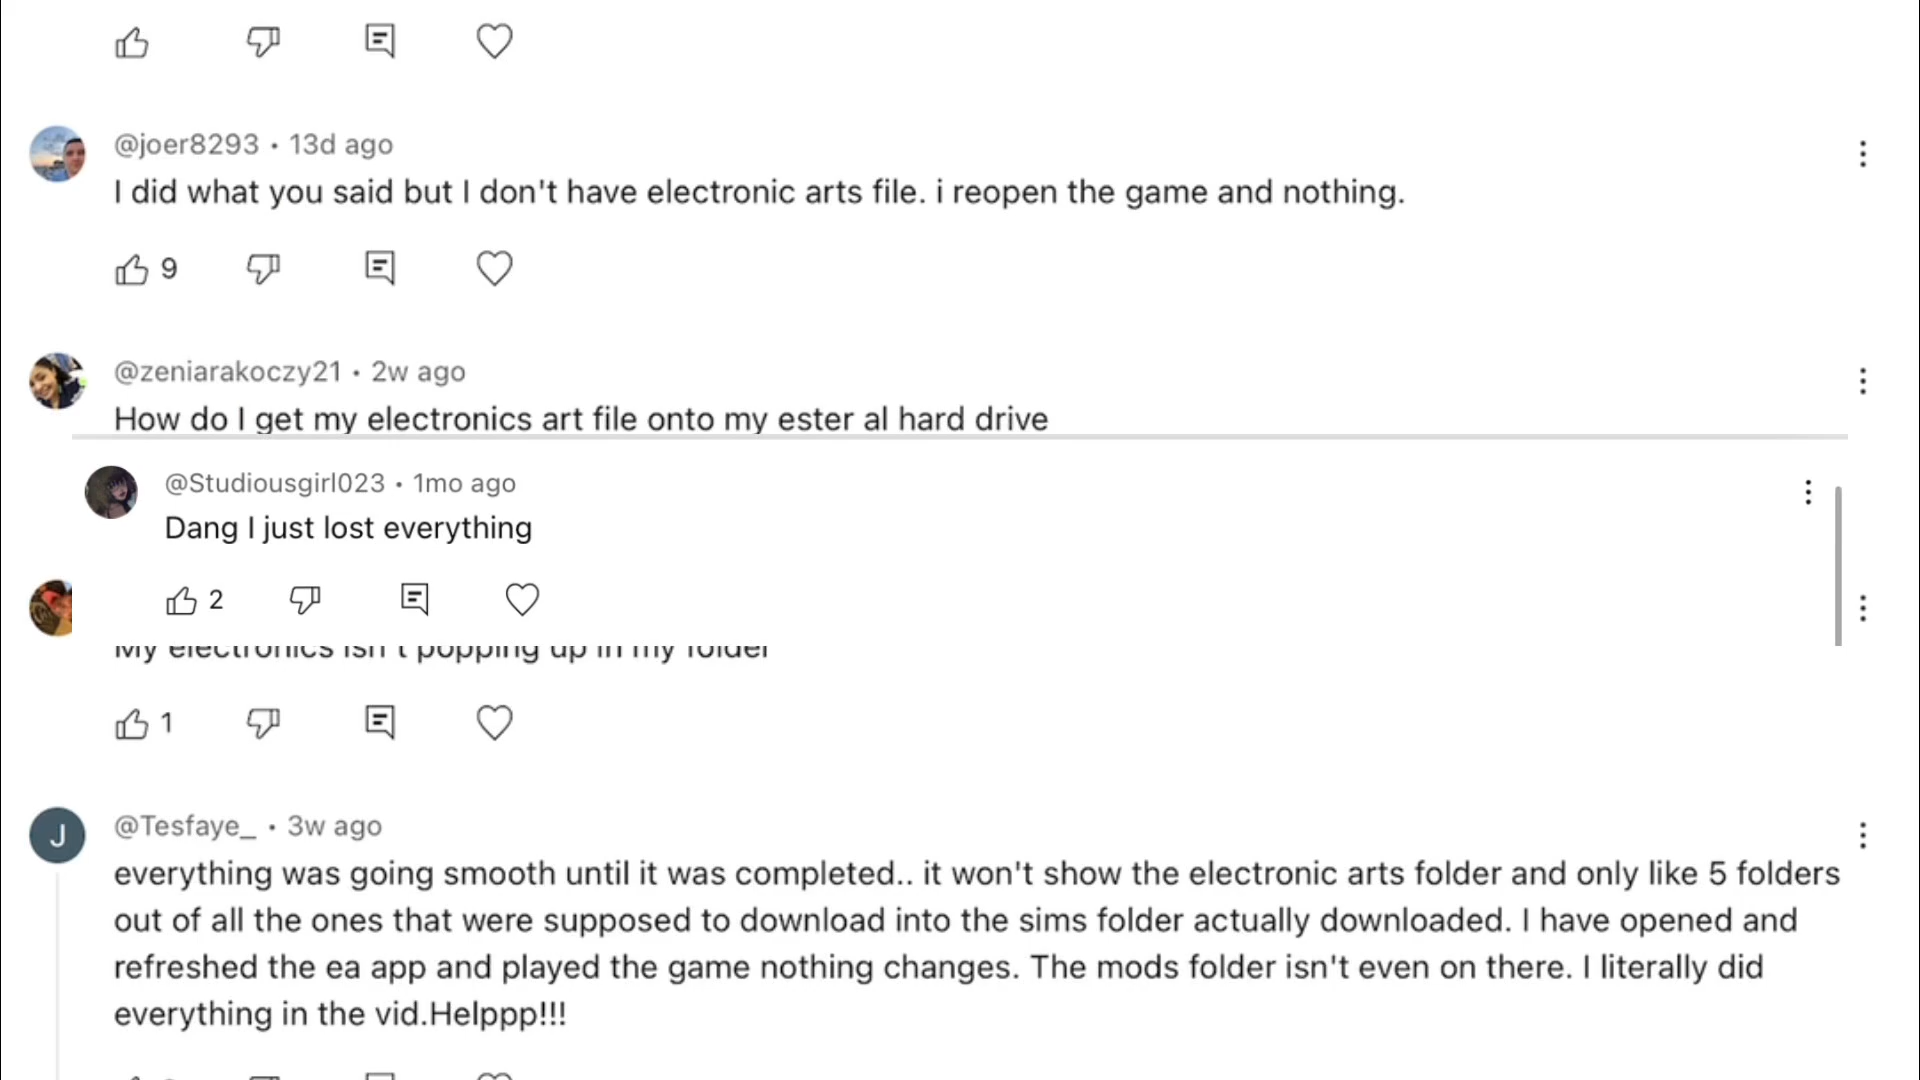 @joer8293 • 13d ago
I did what you said but I don't have electronic arts file. i reopen the game and nothing.
9
@zeniarakoczy21 • 2w ago
How do I get my electronics art file onto my ester al hard drive
@Studiousgirl023 • 1mo ago
Dang I just lost everything
2
My electronics isn't popping up in my folder
1
J
@Tesfaye_ • 3w ago
everything was going smooth until it was completed.. it won't show the electronic arts folder and only like 5 folders
out of all the ones that were supposed to download into the sims folder actually downloaded. I have opened and
refreshed the ea app and played the game nothing changes. The mods folder isn't even on there. I literally did
everything in the vid.Helppp!!!